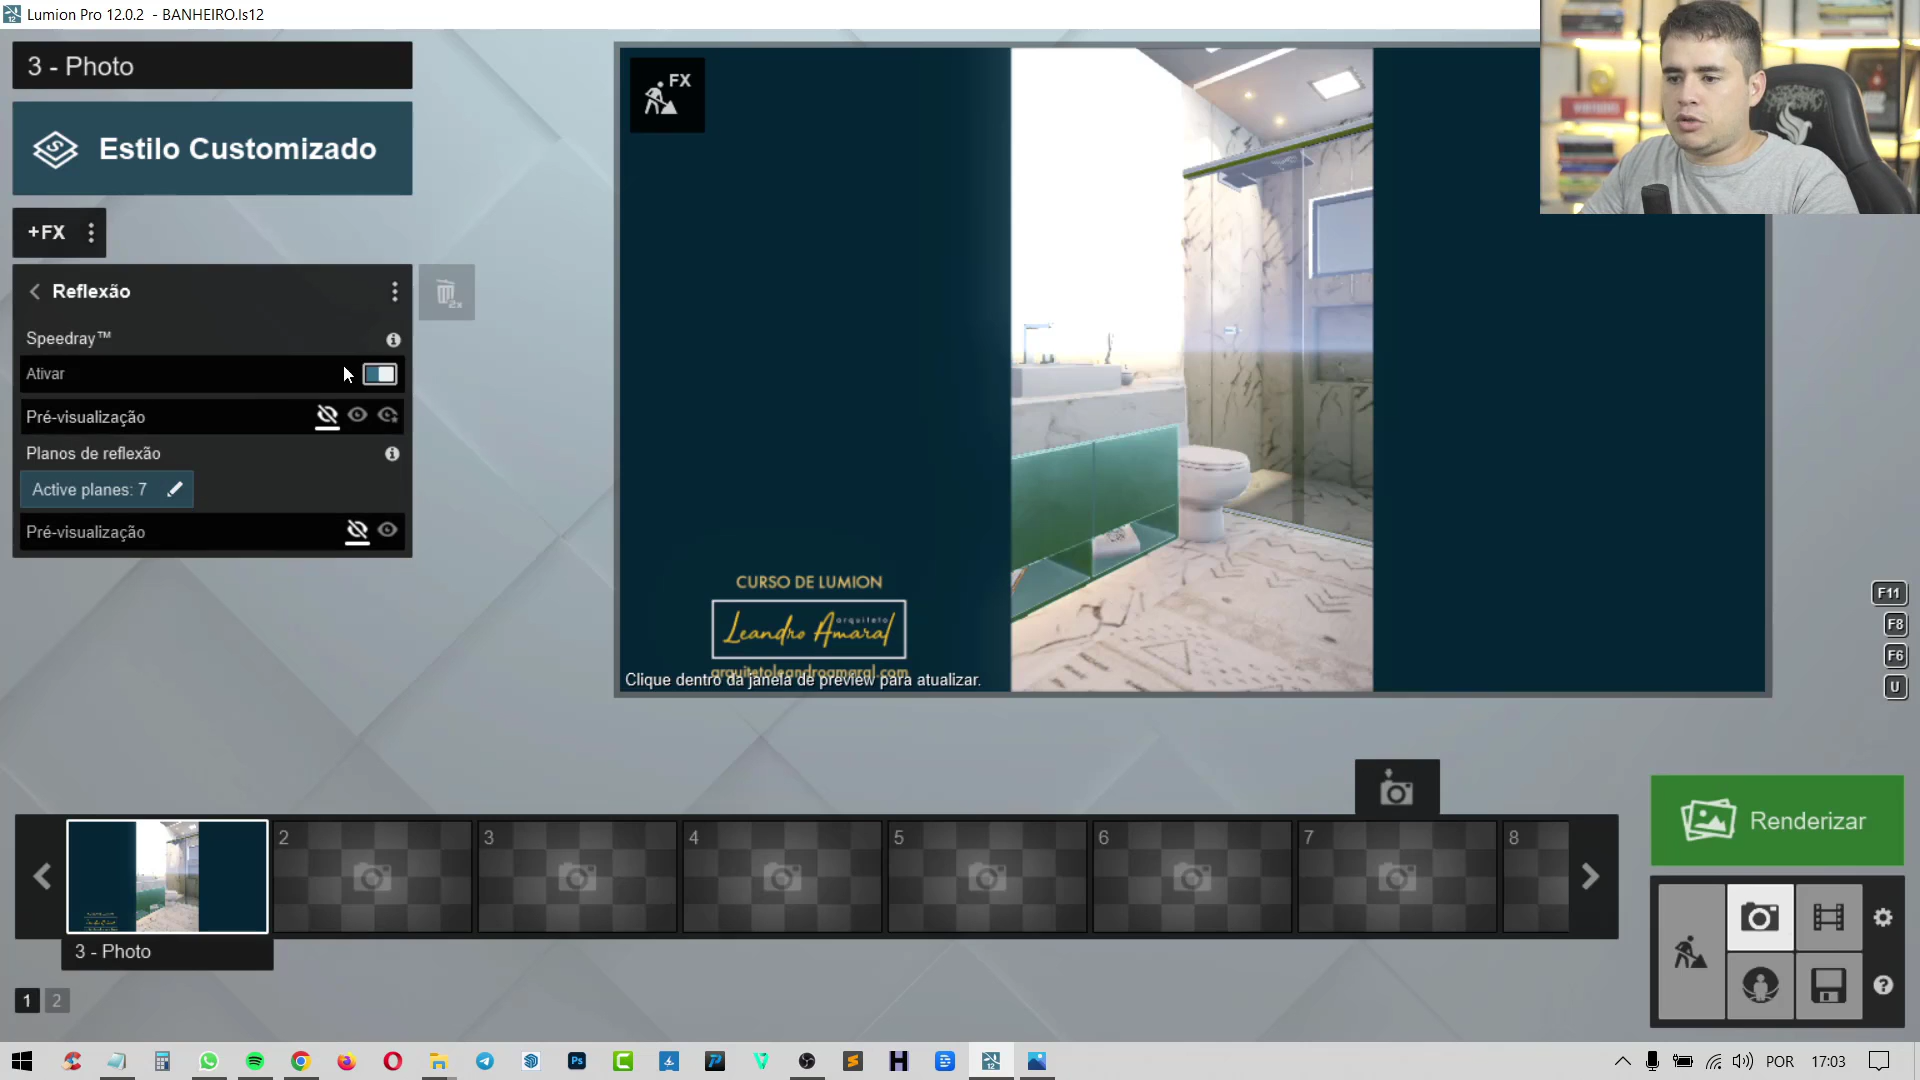 Lumion Pro 12.0.2 - BANHEIRO.ls12
3 - Photo
Estilo Customizado
+FX
Reflexão
Speedray™
Ativar
Pré-visualização
Planos de reflexão
Active planes: 7
Pré-visualização
FX
CURSO DE LUMION
arquiteto
Leandro Amaral
arquitetoleandroamaral.com
Clique dentro da janela de preview para atualizar.
F11
F8
F6
U
2
3
4
5
6
7
8
3 - Photo
Renderizar
1
2
POR
17:03